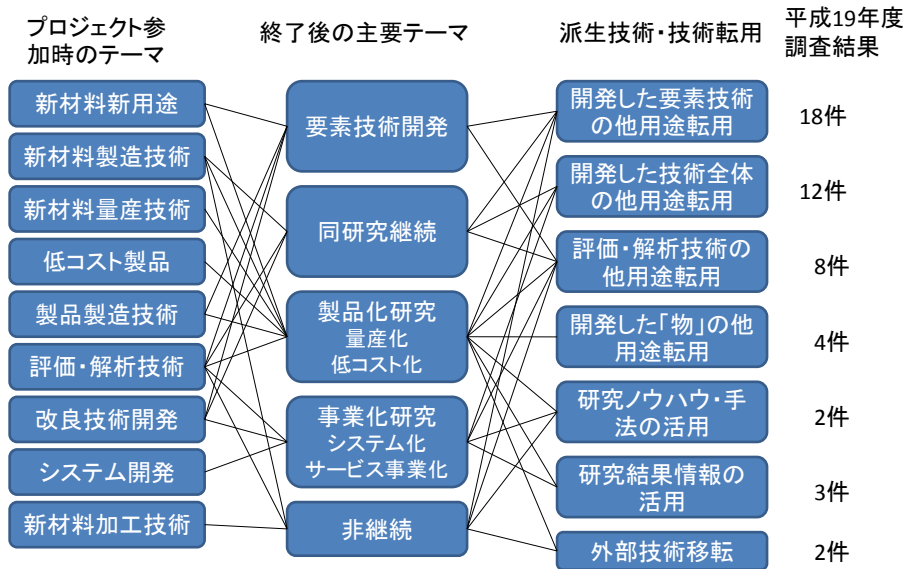 プロジェクト参
加時のテーマ
終了後の主要テーマ
派生技術・技術転用
平成19年度
調査結果
新材料新用途
新材料製造技術
新材料量産技術
低コスト製品
製品製造技術
評価・解析技術
改良技術開発
システム開発
新材料加工技術
要素技術開発
同研究継続
製品化研究
量産化
低コスト化
事業化研究
システム化
サービス事業化
非継続
開発した要素技術
の他用途転用
開発した技術全体
の他用途転用
評価・解析技術の
他用途転用
開発した「物」の他
用途転用
研究ノウハウ・手
法の活用
研究結果情報の
活用
外部技術移転
18件
12件
8件
4件
2件
3件
2件